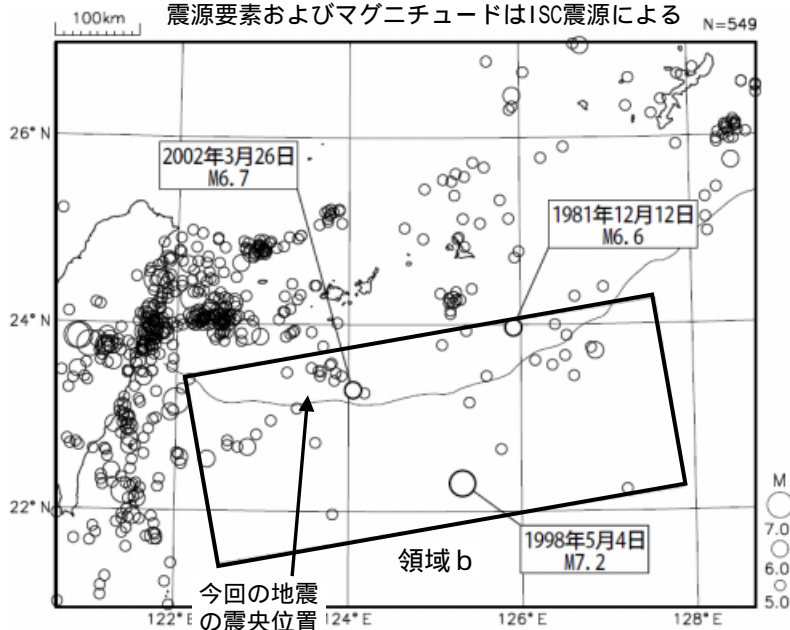 震源要素およびマグニチュードはISC震源による
100km
N=549
26°N
2002年3月26日
M6.7
1981年12月12日
M6.6
24°N
22°N
M
7.0
6.0
5.0
1998年5月4日
M7.2
領域b
今回の地震
の震央位置
122°E
124°E
126°E
128°E